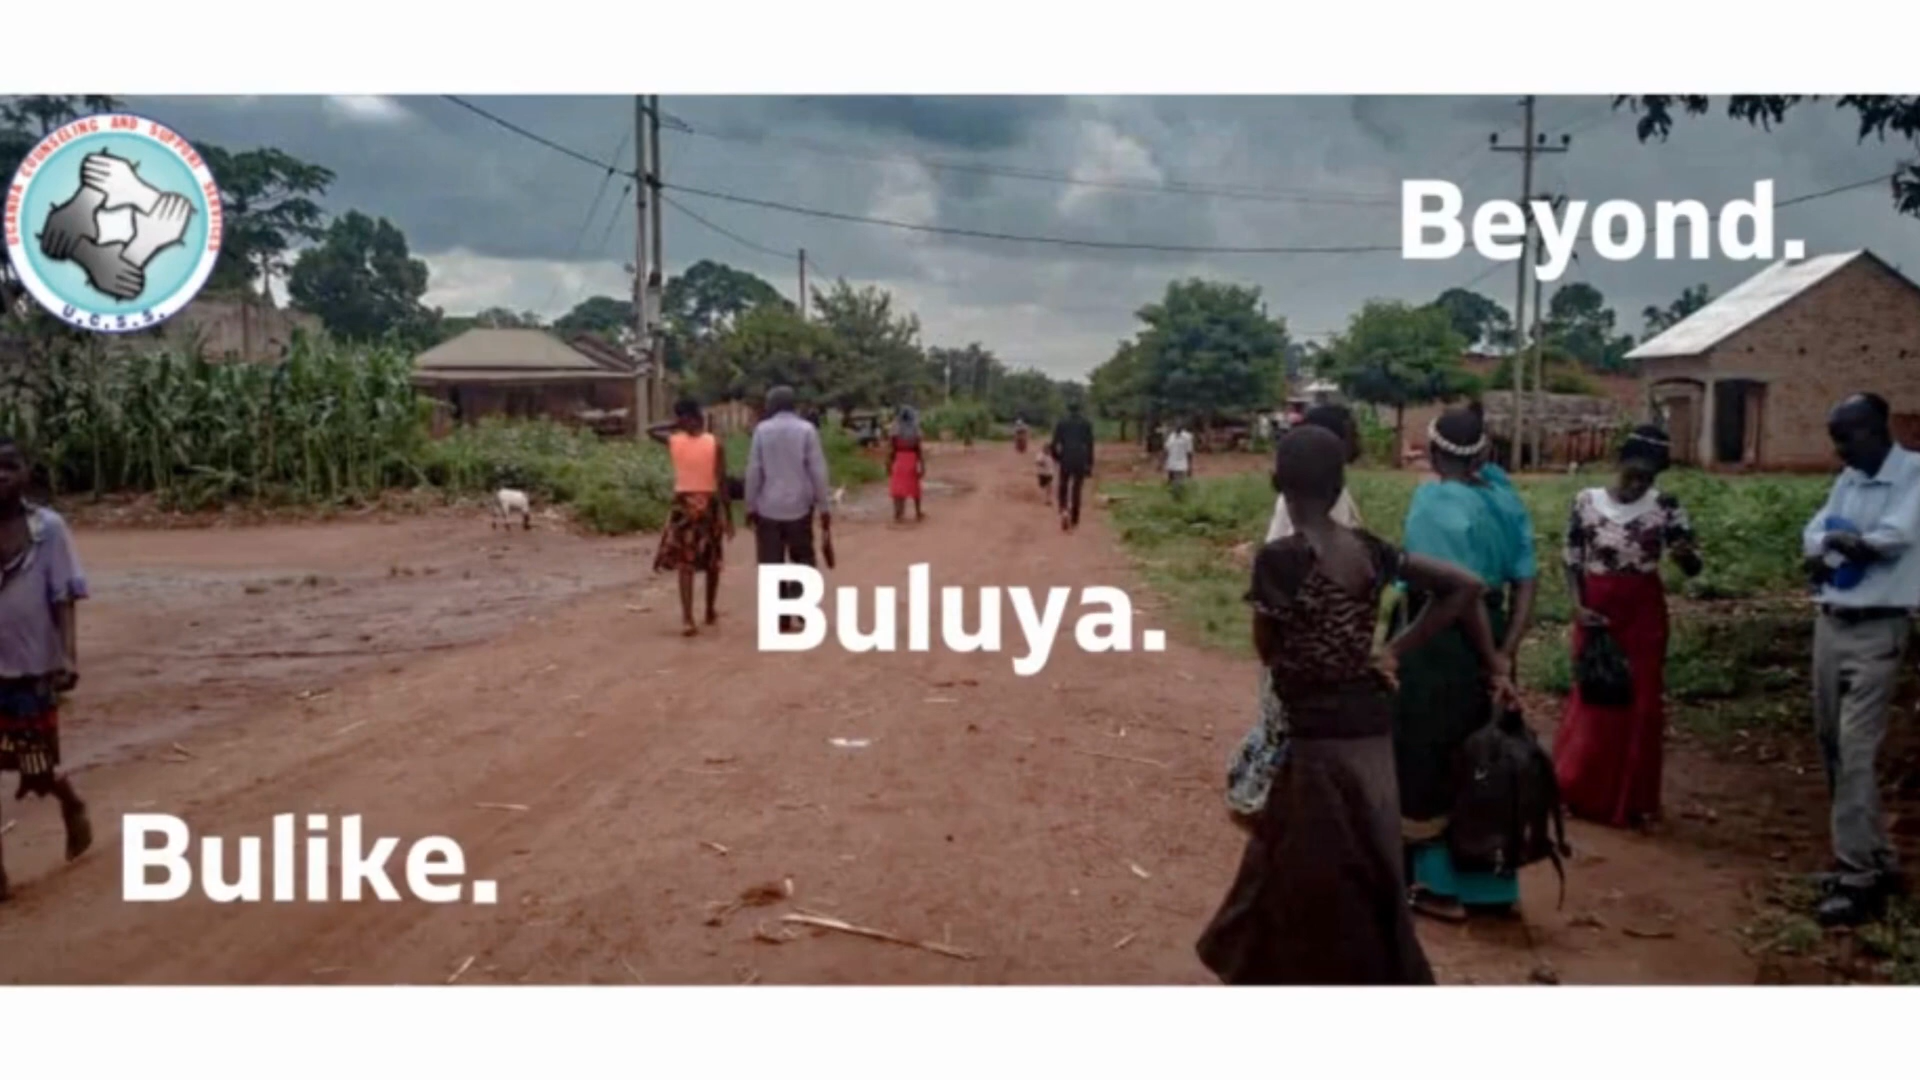 UGANDA COUNSELING AND SUPPORT SERVICES
U.C.S.S.
Beyond.
Buluya.
Bulike.